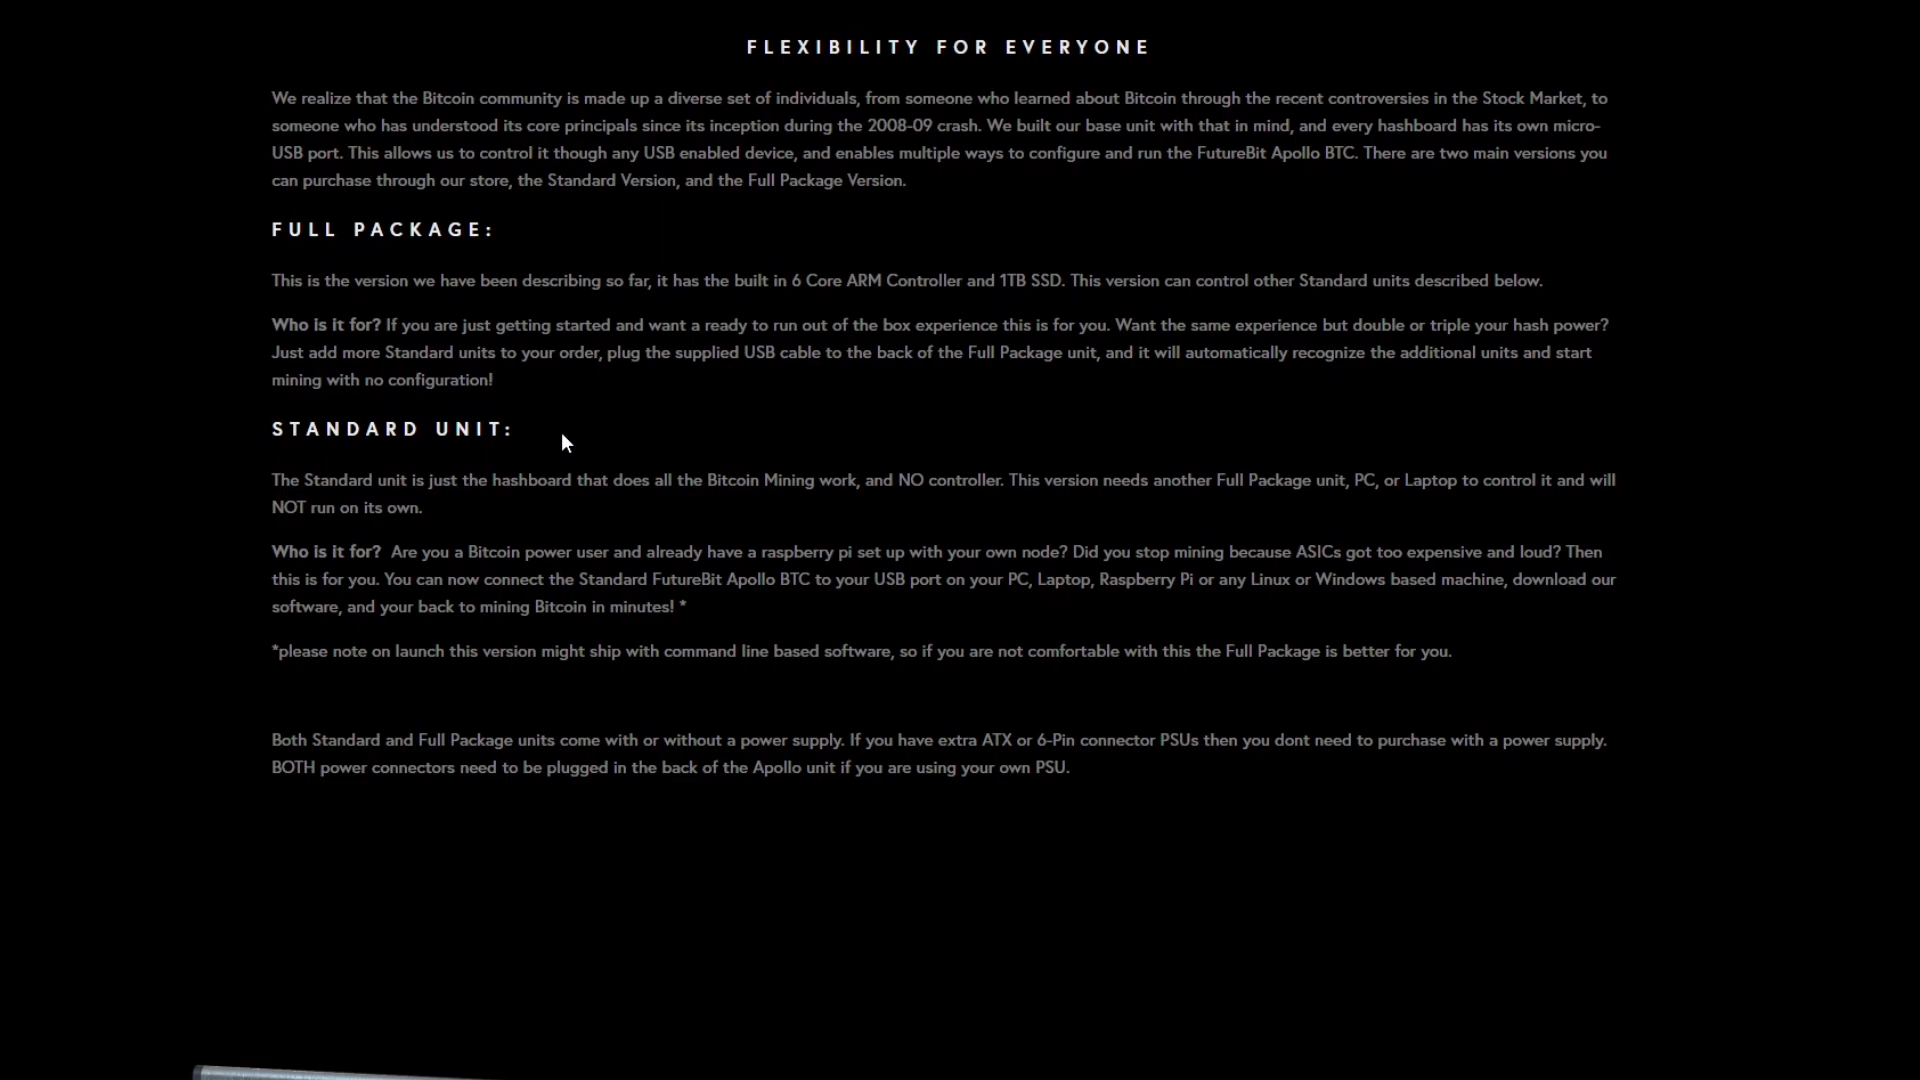 FLEXIBILITY FOR EVERYONE
We realize that the Bitcoin community is made up a diverse set of individuals, from someone who learned about Bitcoin through the recent controversies in the Stock Market, to
someone who has understood its core principals since its inception during the 2008-09 crash. We built our base unit with that in mind, and every hashboard has its own micro-
USB port. This allows us to control it though any USB enabled device, and enables multiple ways to configure and run the FutureBit Apollo BTC. There are two main versions you
can purchase through our store, the Standard Version, and the Full Package Version.
FULL PACKAGE:
This is the version we have been describing so far, it has the built in 6 Core ARM Controller and 1TB SSD. This version can control other Standard units described below.
Who is it for? If you are just getting started and want a ready to run out of the box experience this is for you. Want the same experience but double or triple your hash power?
Just add more Standard units to your order, plug the supplied USB cable to the back of the Full Package unit, and it will automatically recognize the additional units and start
mining with no configuration!
STANDARD UNIT:
The Standard unit is just the hashboard that does all the Bitcoin Mining work, and NO controller. This version needs another Full Package unit, PC, or Laptop to control it and will
NOT run on its own.
Who is it for?  Are you a Bitcoin power user and already have a raspberry pi set up with your own node? Did you stop mining because ASICs got too expensive and loud? Then
this is for you. You can now connect the Standard FutureBit Apollo BTC to your USB port on your PC, Laptop, Raspberry Pi or any Linux or Windows based machine, download our
software, and your back to mining Bitcoin in minutes! *
*please note on launch this version might ship with command line based software, so if you are not comfortable with this the Full Package is better for you.
Both Standard and Full Package units come with or without a power supply. If you have extra ATX or 6-Pin connector PSUs then you dont need to purchase with a power supply.
BOTH power connectors need to be plugged in the back of the Apollo unit if you are using your own PSU.